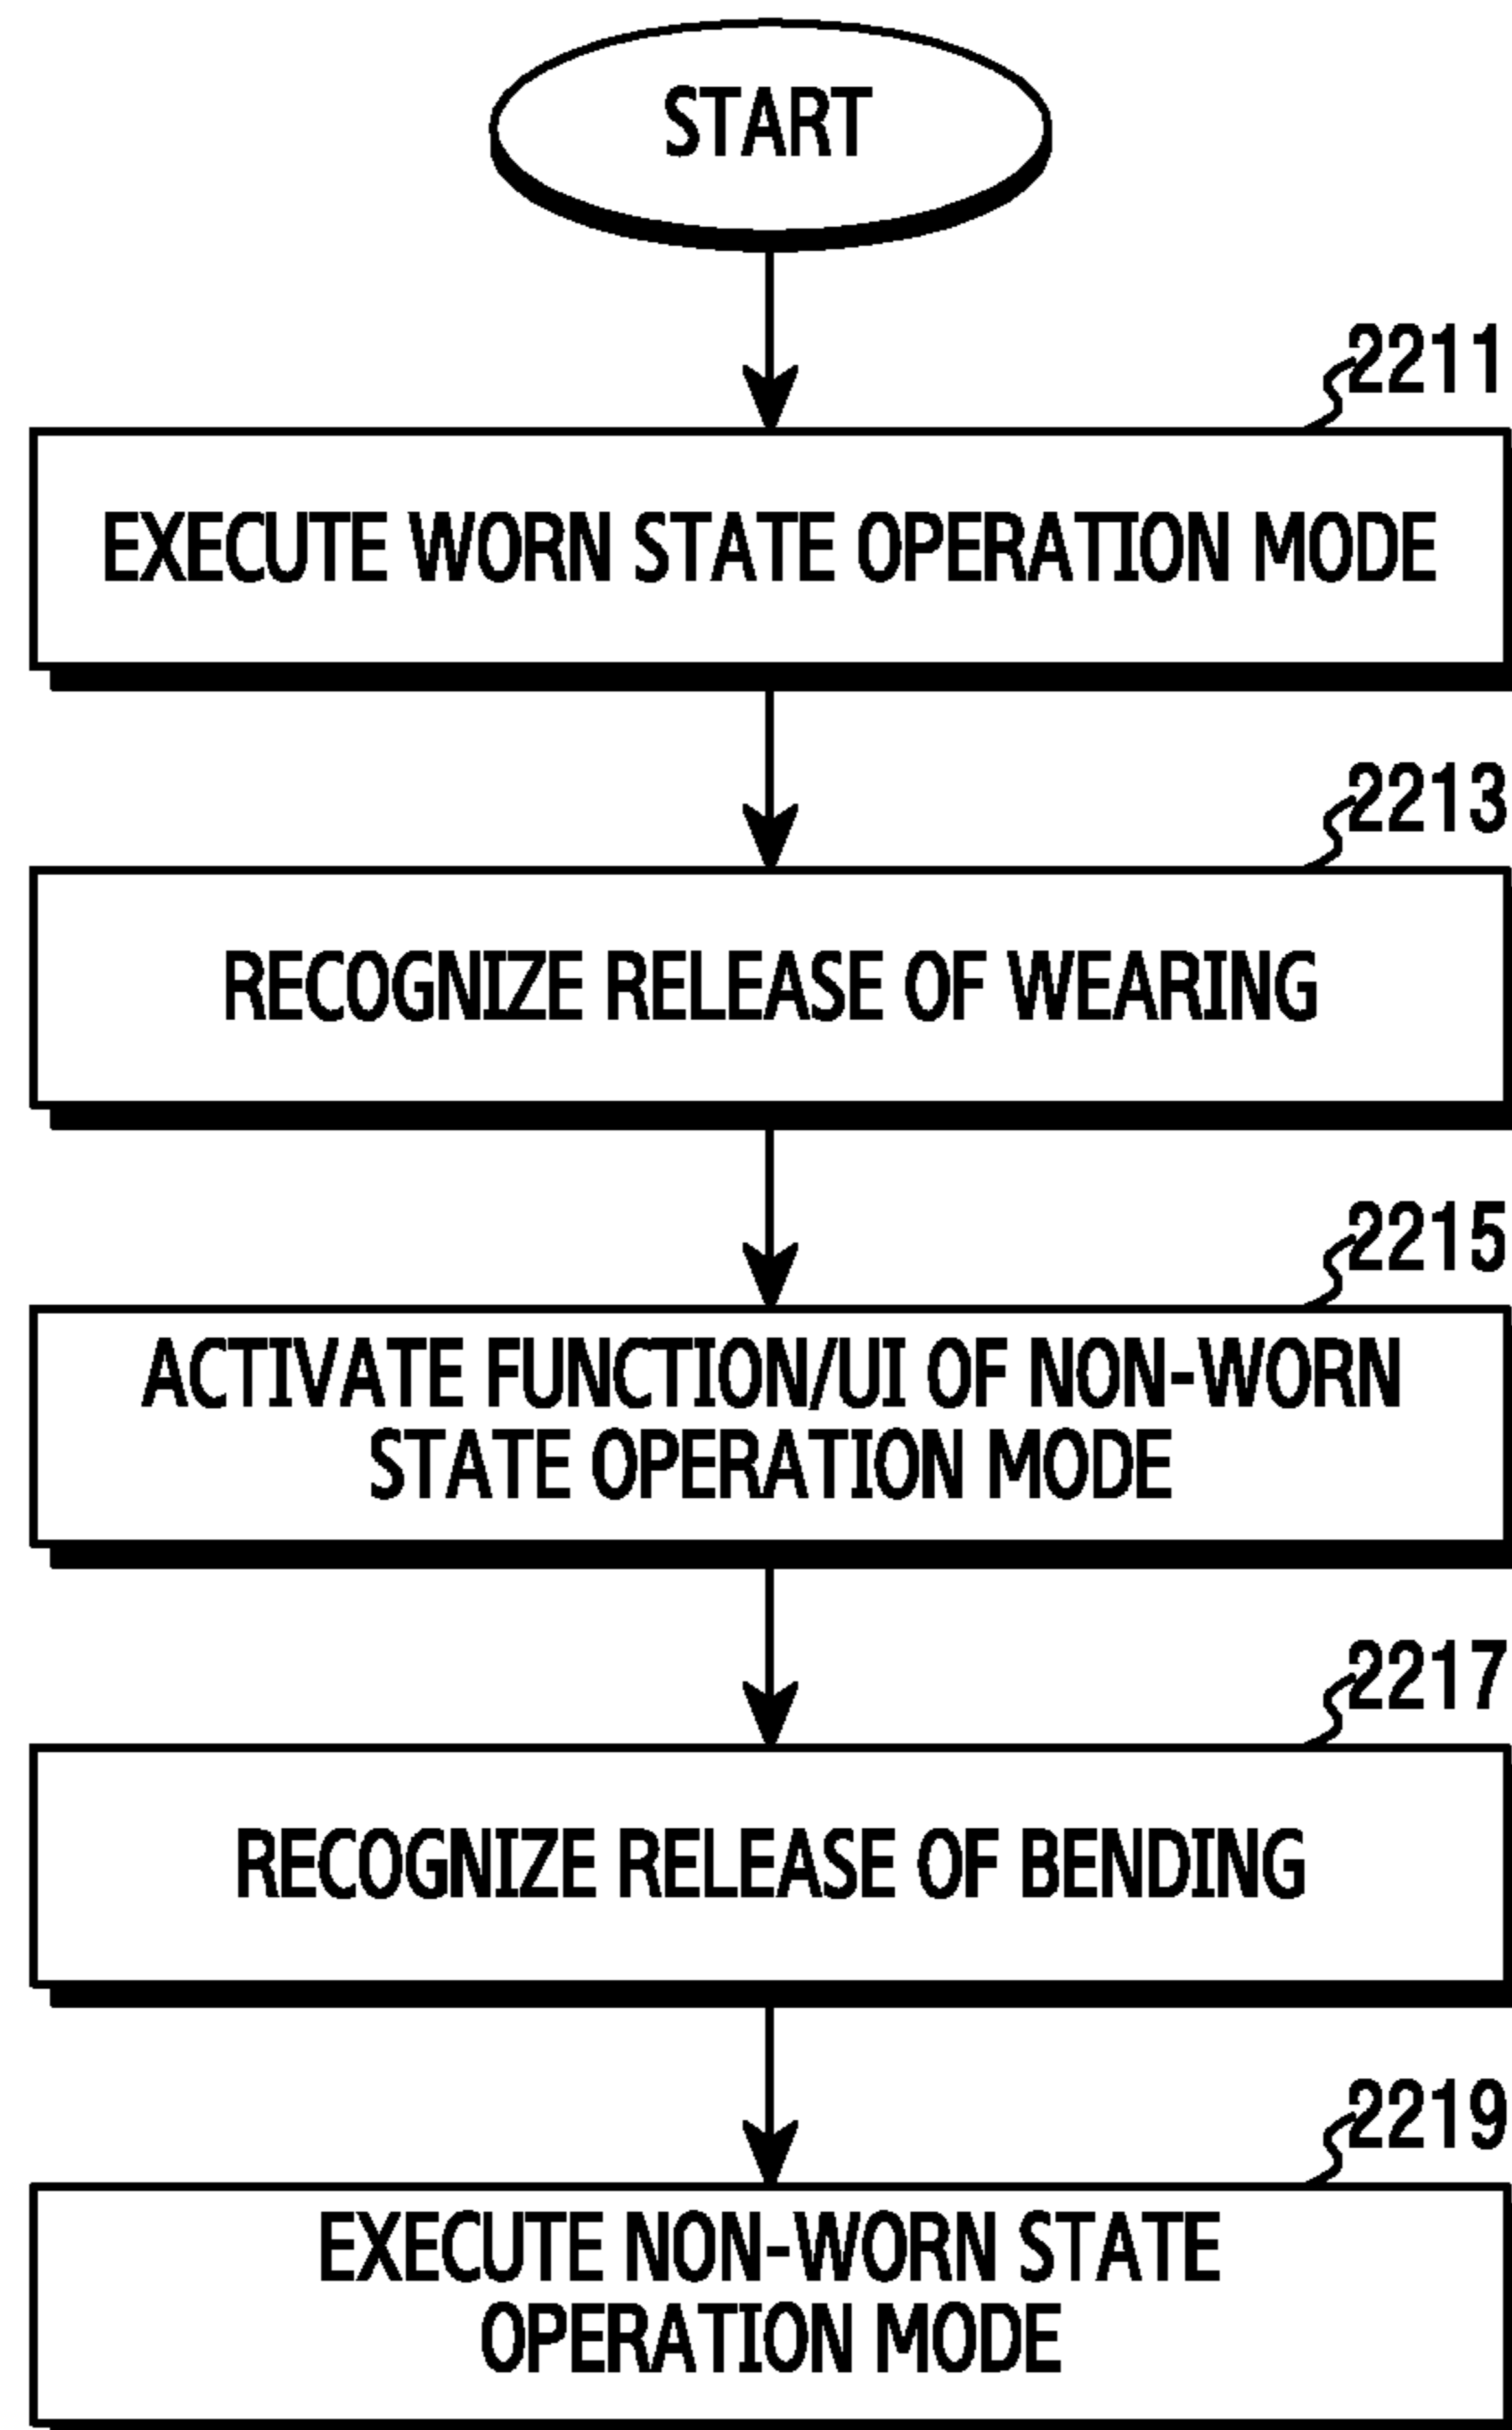 START
2211
EXECUTE WORN STATE OPERATION MODE
2213
RECOGNIZE RELEASE OF WEARING
2215
ACTIVATE FUNCTION/UI OF NON-WORN
STATE OPERATION MODE
2217
RECOGNIZE RELEASE OF BENDING
2219
EXECUTE NON-WORN STATE
OPERATION MODE